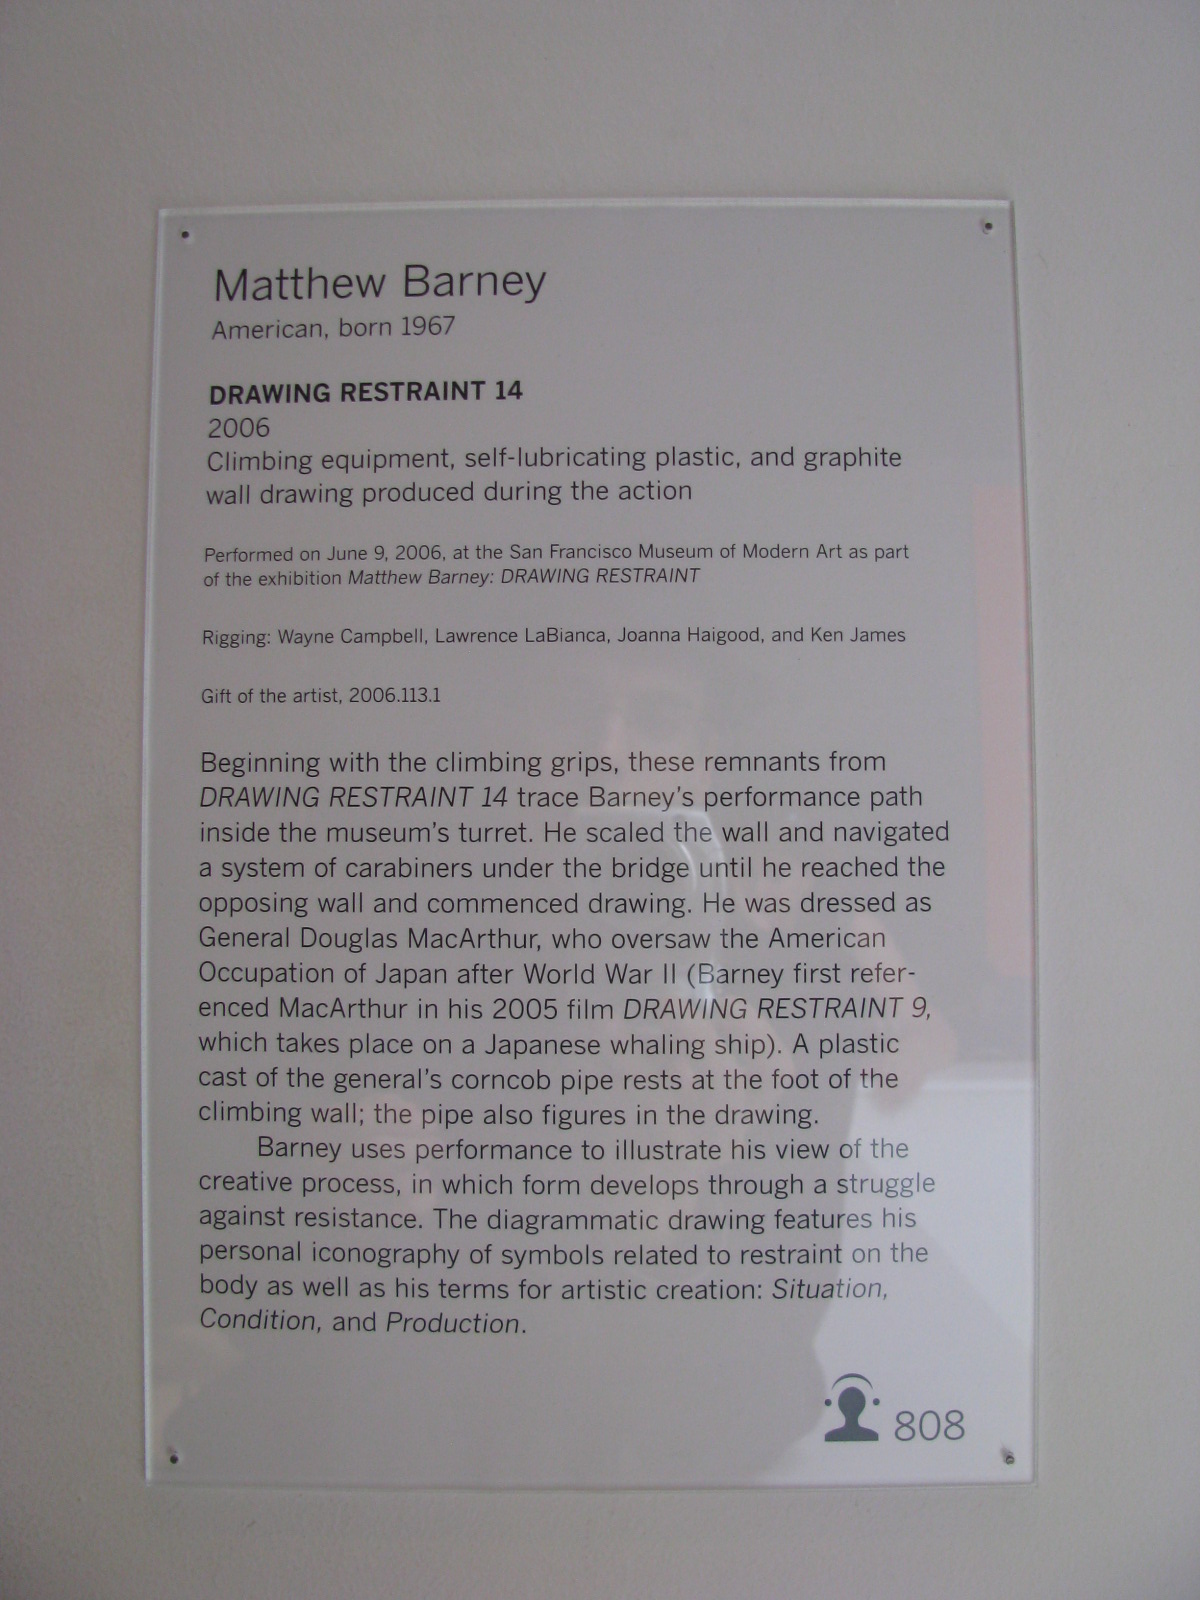 Matthew Barney
American, born 1967
DRAWING RESTRAINT 14
2006
Climbing equipment, self-lubricating plastic, and graphite
wall drawing produced during the action
Performed on June 9, 2006, at the San Francisco Museum of Modern Art as part
of the exhibition Matthew Barney: DRAWING RESTRAINT
Rigging: Wayne Campbell, Lawrence LaBianca, Joanna Haigood, and Ken James
Gift of the artist, 2006.113.1
Beginning with the climbing grips, these remnants from
DRAWING RESTRAINT 14 trace Barney's performance path
inside the museum's turret. He scaled the wall and navigated
a system of carabiners under the bridge until he reached the
opposing wall and commenced drawing. He was dressed as
General Douglas MacArthur, who oversaw the American
Occupation of Japan after World War II (Barney first refer-
enced MacArthur in his 2005 film DRAWING RESTRAINT 9,
which takes place on a Japanese whaling ship). A plastic
cast of the general's corncob pipe rests at the foot of the
climbing wall; the pipe also figures in the drawing.
Barney uses performance to illustrate his view of the
creative process, in which form develops through a struggle
against resistance. The diagrammatic drawing features his
personal iconography of symbols related to restraint on the
body as well as his terms for artistic creation: Situation,
Condition, and Production.
808